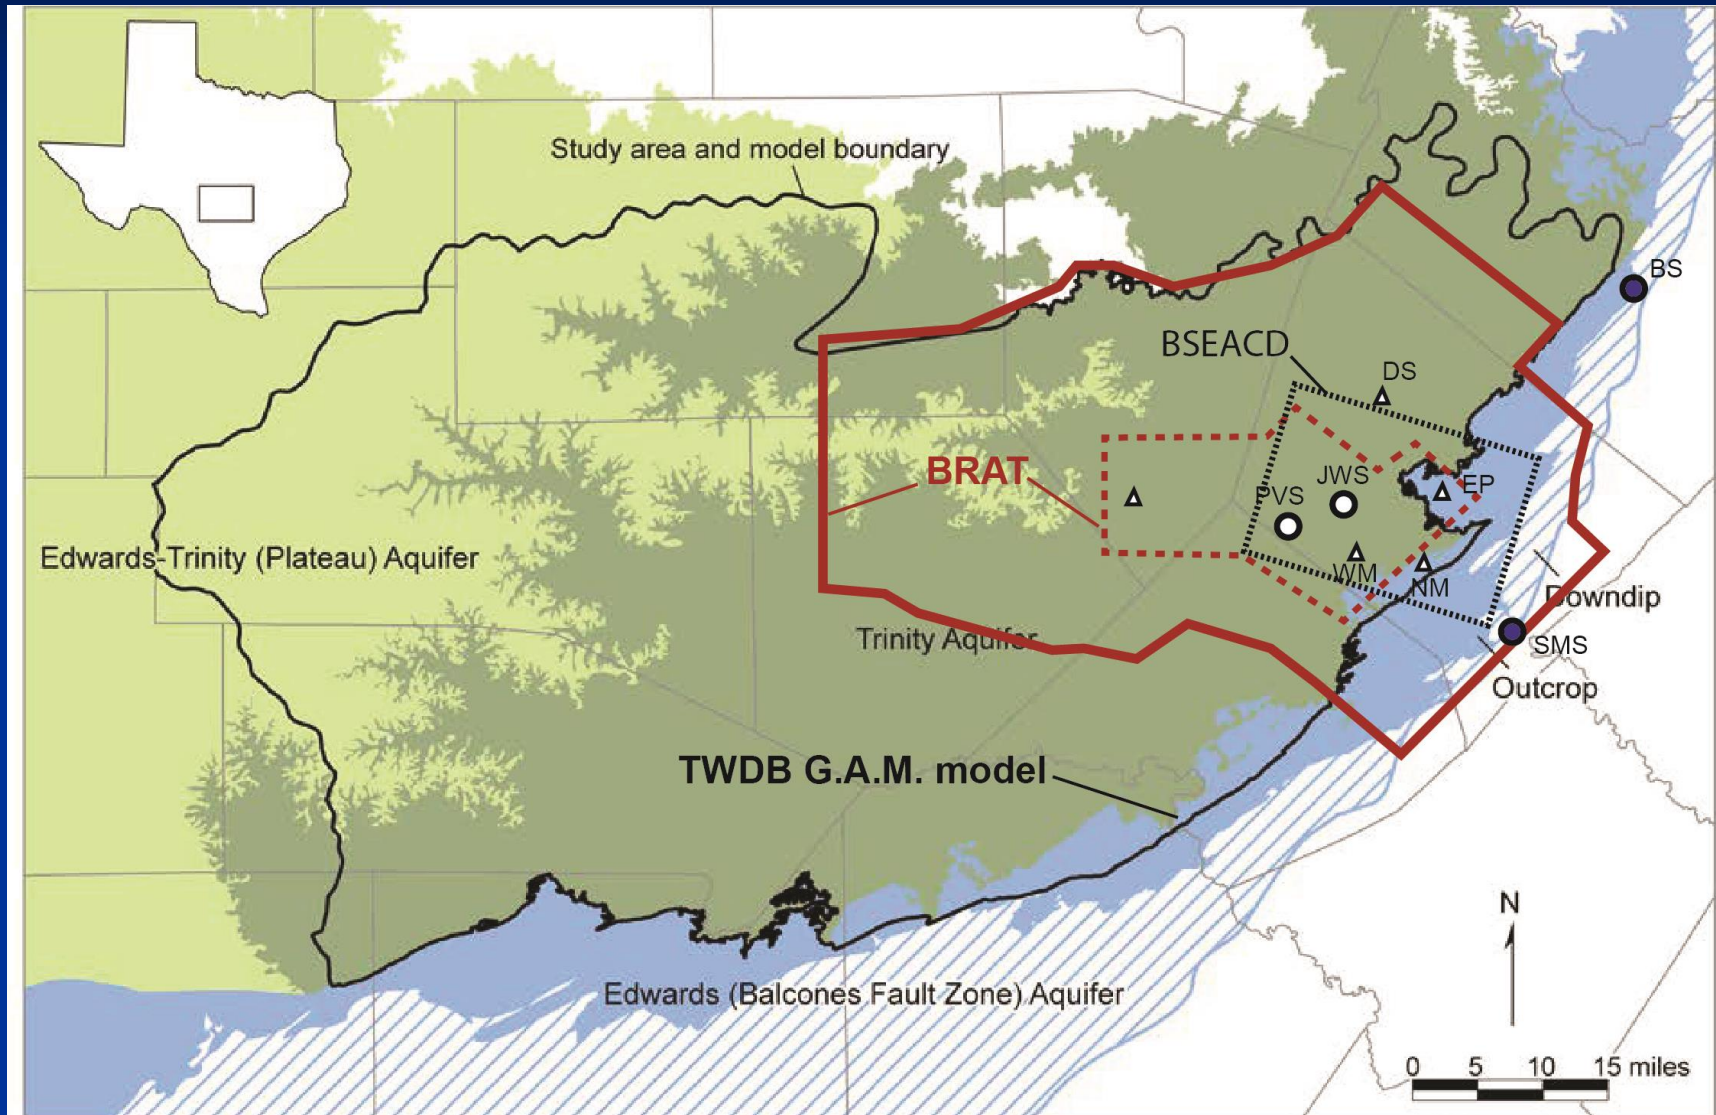 Study area and model boundary
BS
BSEACD
DS
BRAT
JWS
PVS
EP
Edwards-Trinity (Plateau) Aquifer
WM
NM
Downdip
Trinity Aquifer
SMS
Outcrop
TWDB G.A.M. model
N
Edwards (Balcones Fault Zone) Aquifer
0 5 10 15 miles